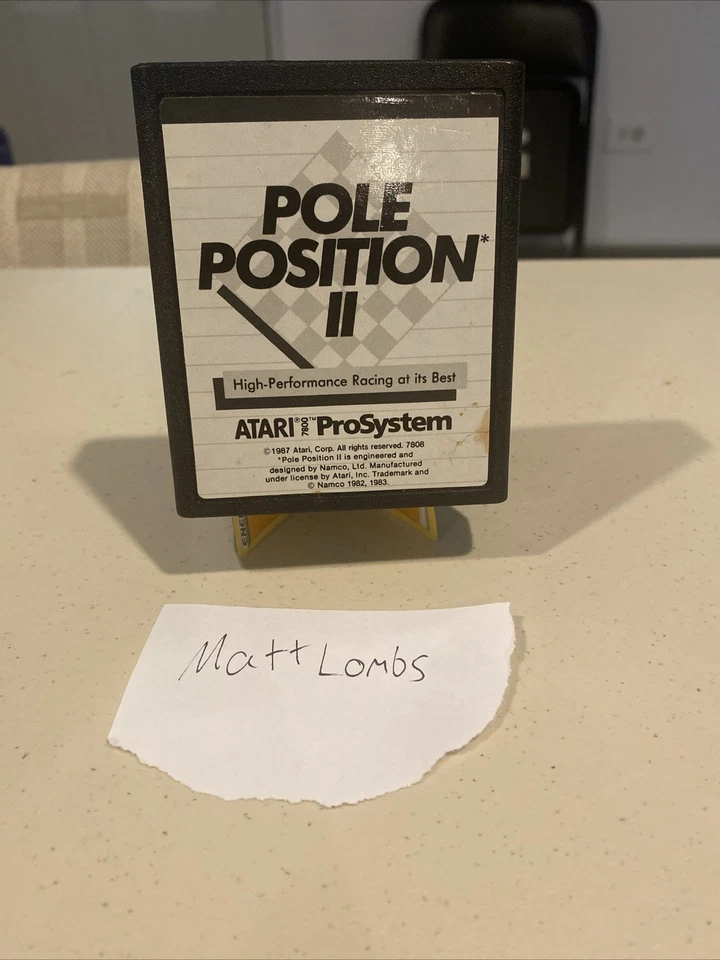 POLE
POSITION*
II
High-Performance Racing at its Best
ATARI® 7800™ ProSystem
©1987 Atari, Corp. All rights reserved. 7808
*Pole Position II is engineered and
designed by Namco, Ltd. Manufactured
under license by Atari, Inc. Trademark and
© Namco 1982, 1983.
Matt Lombs